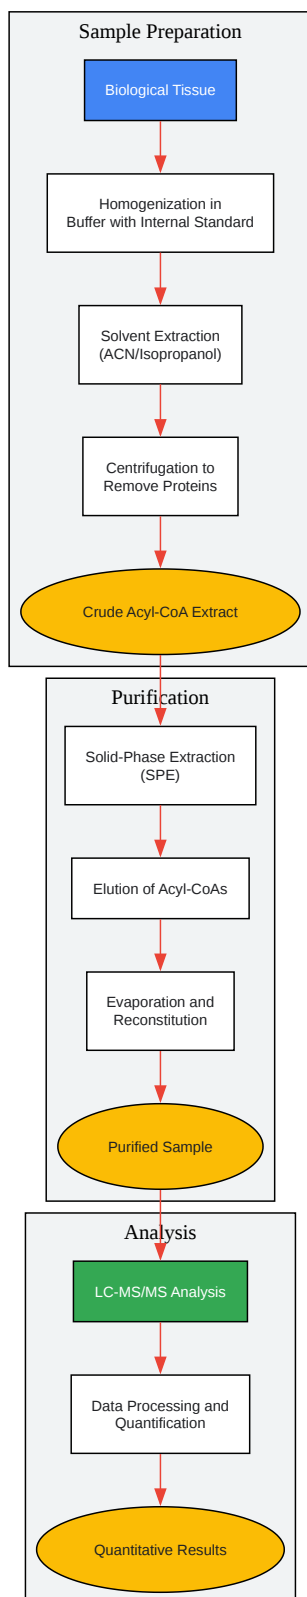 Sample Preparation
Biological Tissue
Homogenization in
Buffer with Internal Standard
Solvent Extraction
(ACN/Isopropanol)
Centrifugation to
Remove Proteins
Crude Acyl-CoA Extract
Purification
Solid-Phase Extraction
(SPE)
Elution of Acyl-CoAs
Evaporation and
Reconstitution
Purified Sample
Analysis
LC-MS/MS Analysis
Data Processing and
Quantification
Quantitative Results